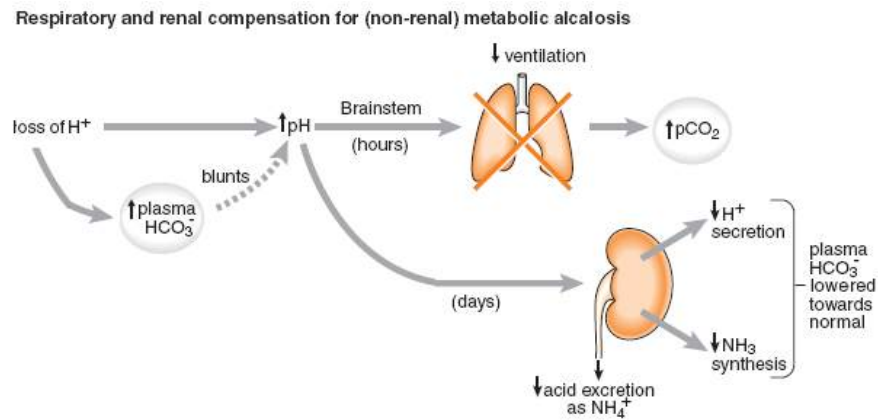 Respiratory and renal compensation for (non-renal) metabolic alcalosis
↓ ventilation
loss of H⁺
↑pH
Brainstem
(hours)
↑pCO₂
blunts
↑plasma
HCO₃⁻
↓H⁺
secretion
plasma
HCO₃⁻
lowered
towards
normal
(days)
↓NH₃
synthesis
↓acid excretion
as NH₄⁺